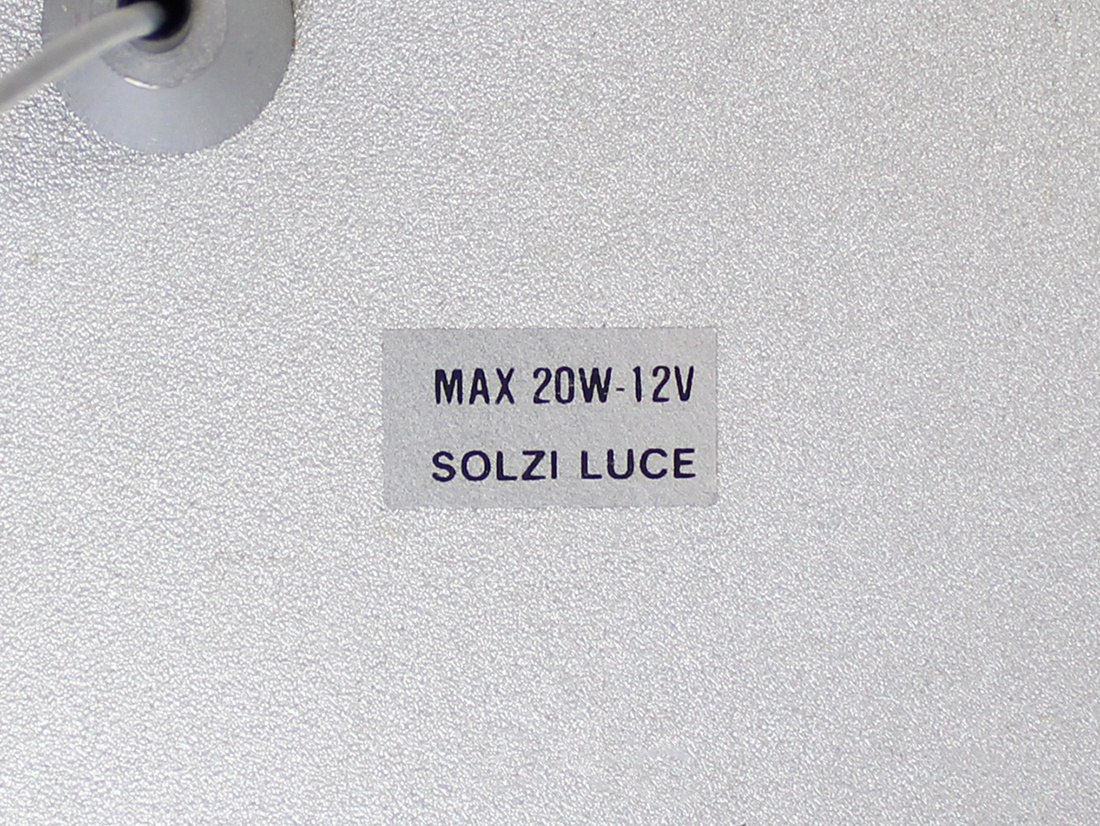 MAX 20W-12V
SOLZI LUCE